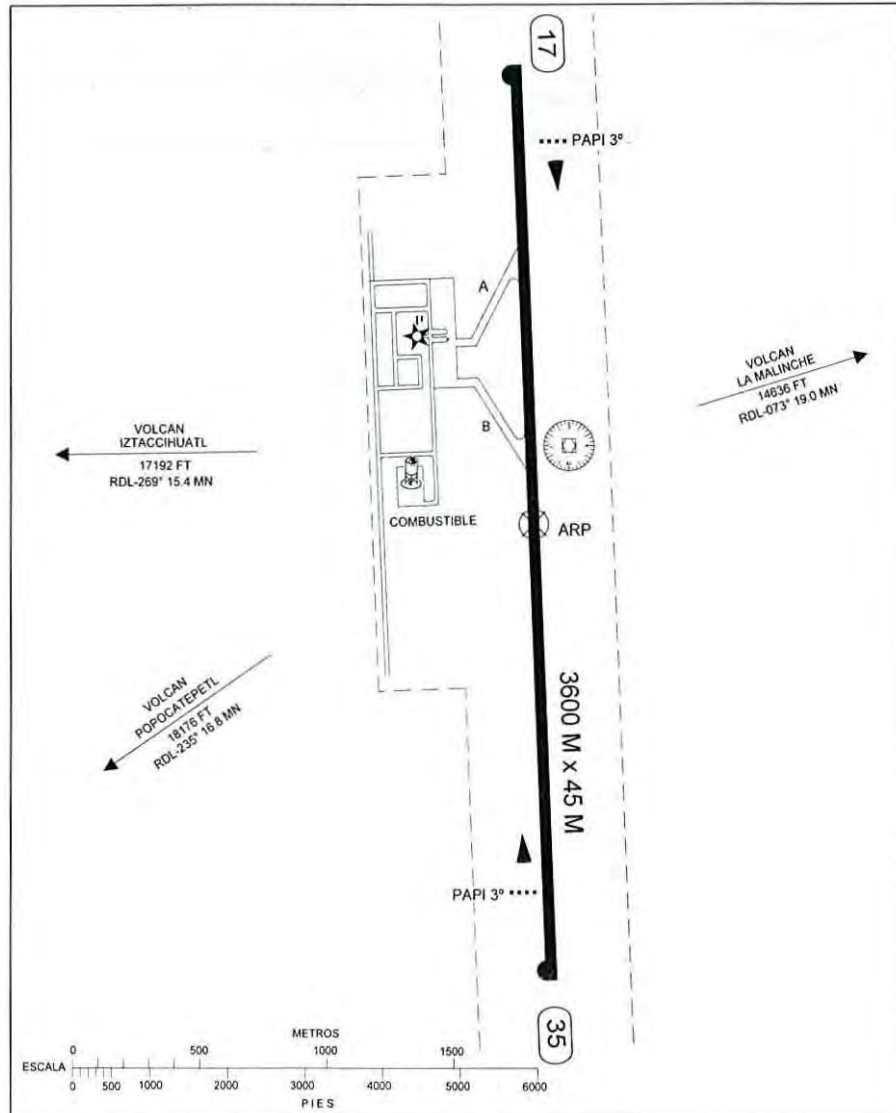 17
PAPI 3º
A
VOLCAN
LA MALINCHE
14636 FT
RDL-073° 19.0 MN
B
VOLCAN
IZTACCIHUATL
17192 FT
RDL-269° 15.4 MN
COMBUSTIBLE
ARP
VOLCAN
POPOCATEPETL
18176 FT
RDL-235° 16.8 MN
3600 M x 45 M
PAPI 3º
35
METROS
0 500 1000 1500
ESCALA
0 500 1000 2000 3000 4000 5000 6000
PIES